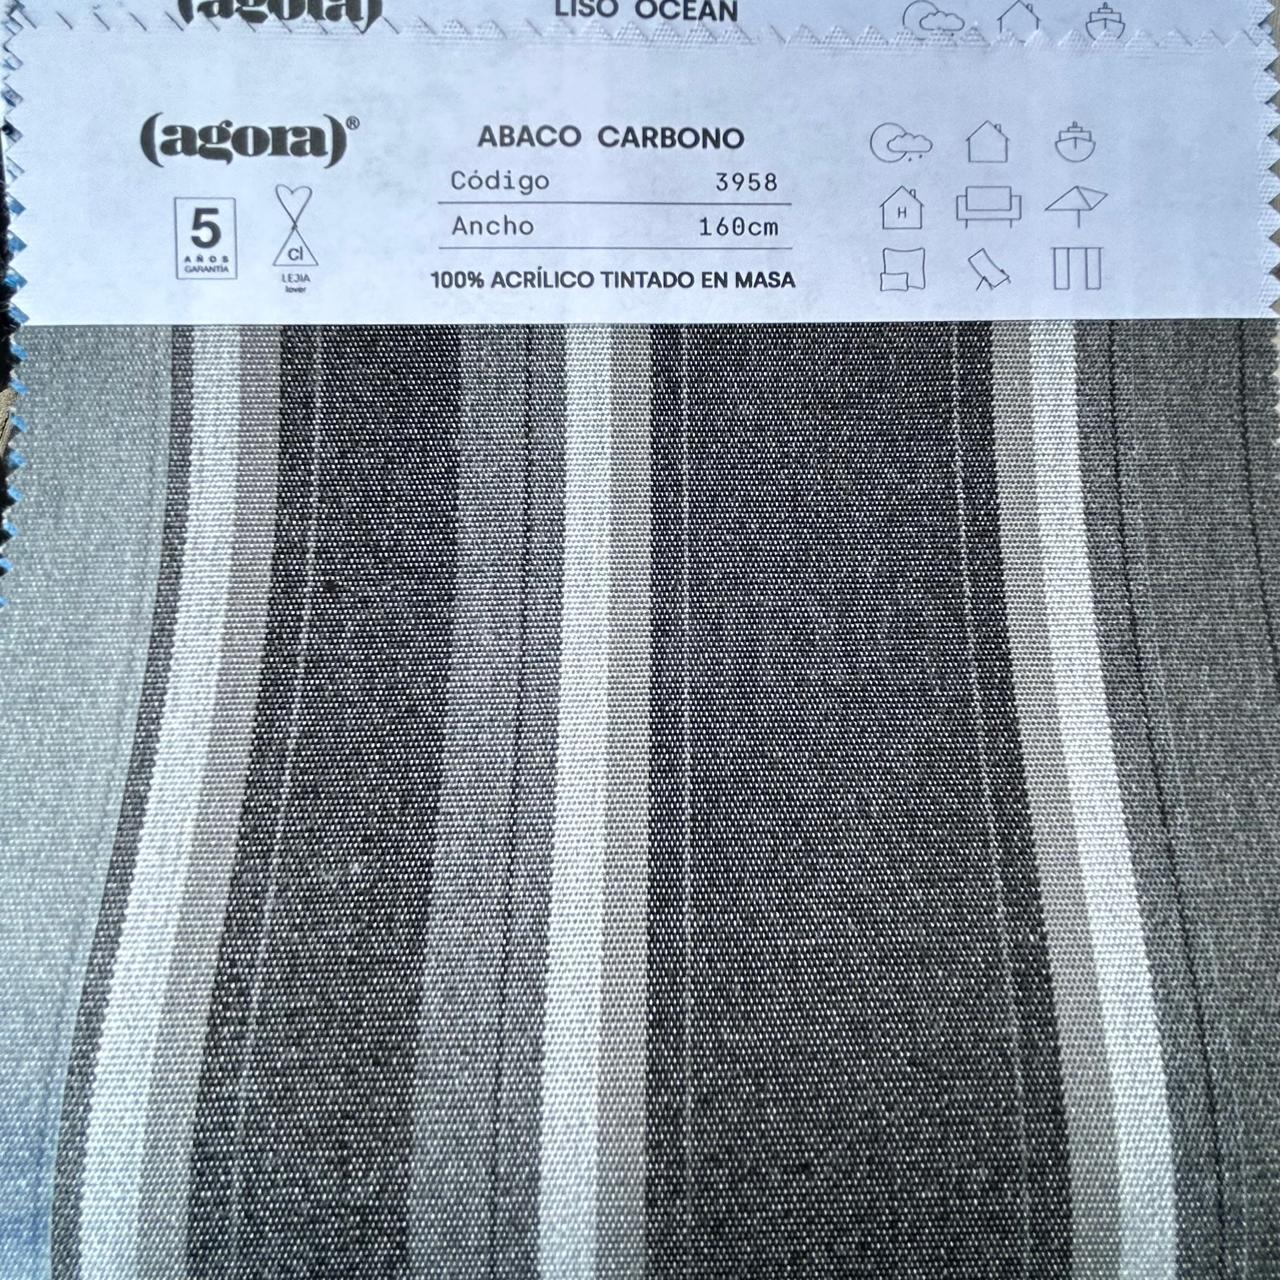 (agora)
LISO OCEAN
(agora)®
ABACO CARBONO
Código 3958
Ancho 160cm
100% ACRÍLICO TINTADO EN MASA
5
AÑOS
GARANTÍA
Cl
LEJIA
lover
H